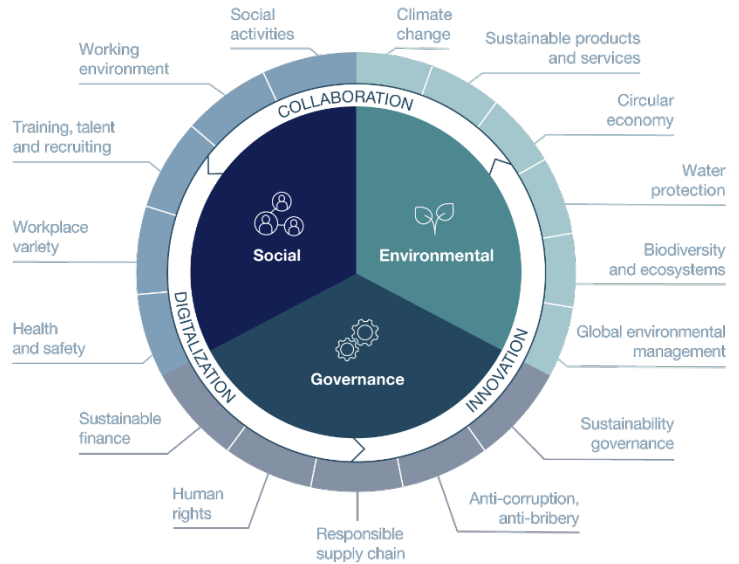 Social
activities
Climate
change
Working
environment
Sustainable products
and services
COLLABORATION
Circular
economy
Training, talent
and recruiting
Water
protection
Workplace
variety
Social
Environmental
Biodiversity
and ecosystems
DIGITALIZATION
Health
and safety
Governance
INNOVATION
Global environmental
management
Sustainable
finance
Sustainability
governance
Human
rights
Anti-corruption,
anti-bribery
Responsible
supply chain